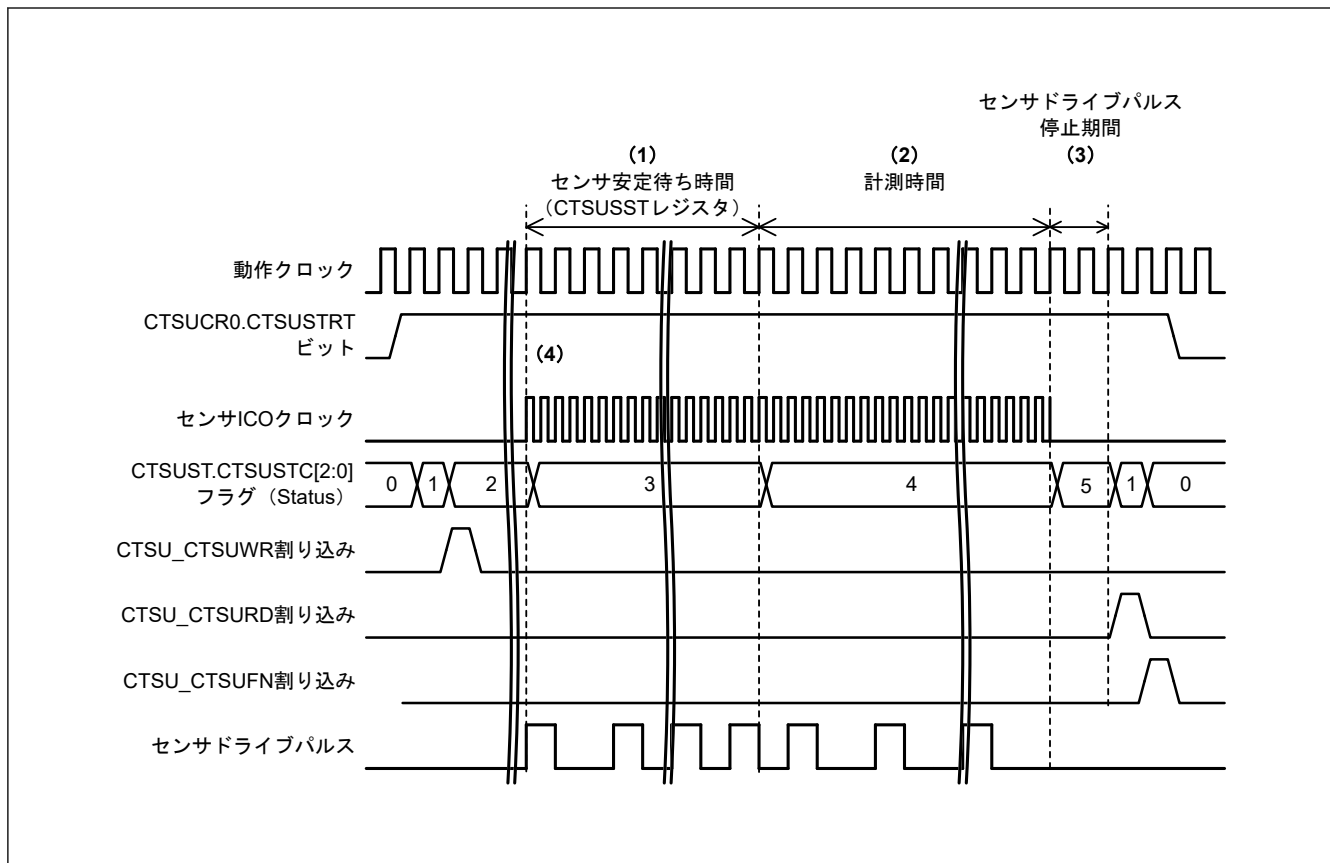 センサドライブパルス
停止期間
(1)
(2)
(3)
センサ安定待ち時間
(CTSUSSTレジスタ)
計測時間
動作クロック
CTSUCR0.CTSUSTRT
ビット
(4)
センサICOクロック
CTSUST.CTSUSTC[2:0]
フラグ(Status)
0 1 2 3 4 5 1 0
CTSU_CTSUWR割り込み
CTSU_CTSURD割り込み
CTSU_CTSUFN割り込み
センサドライブパルス